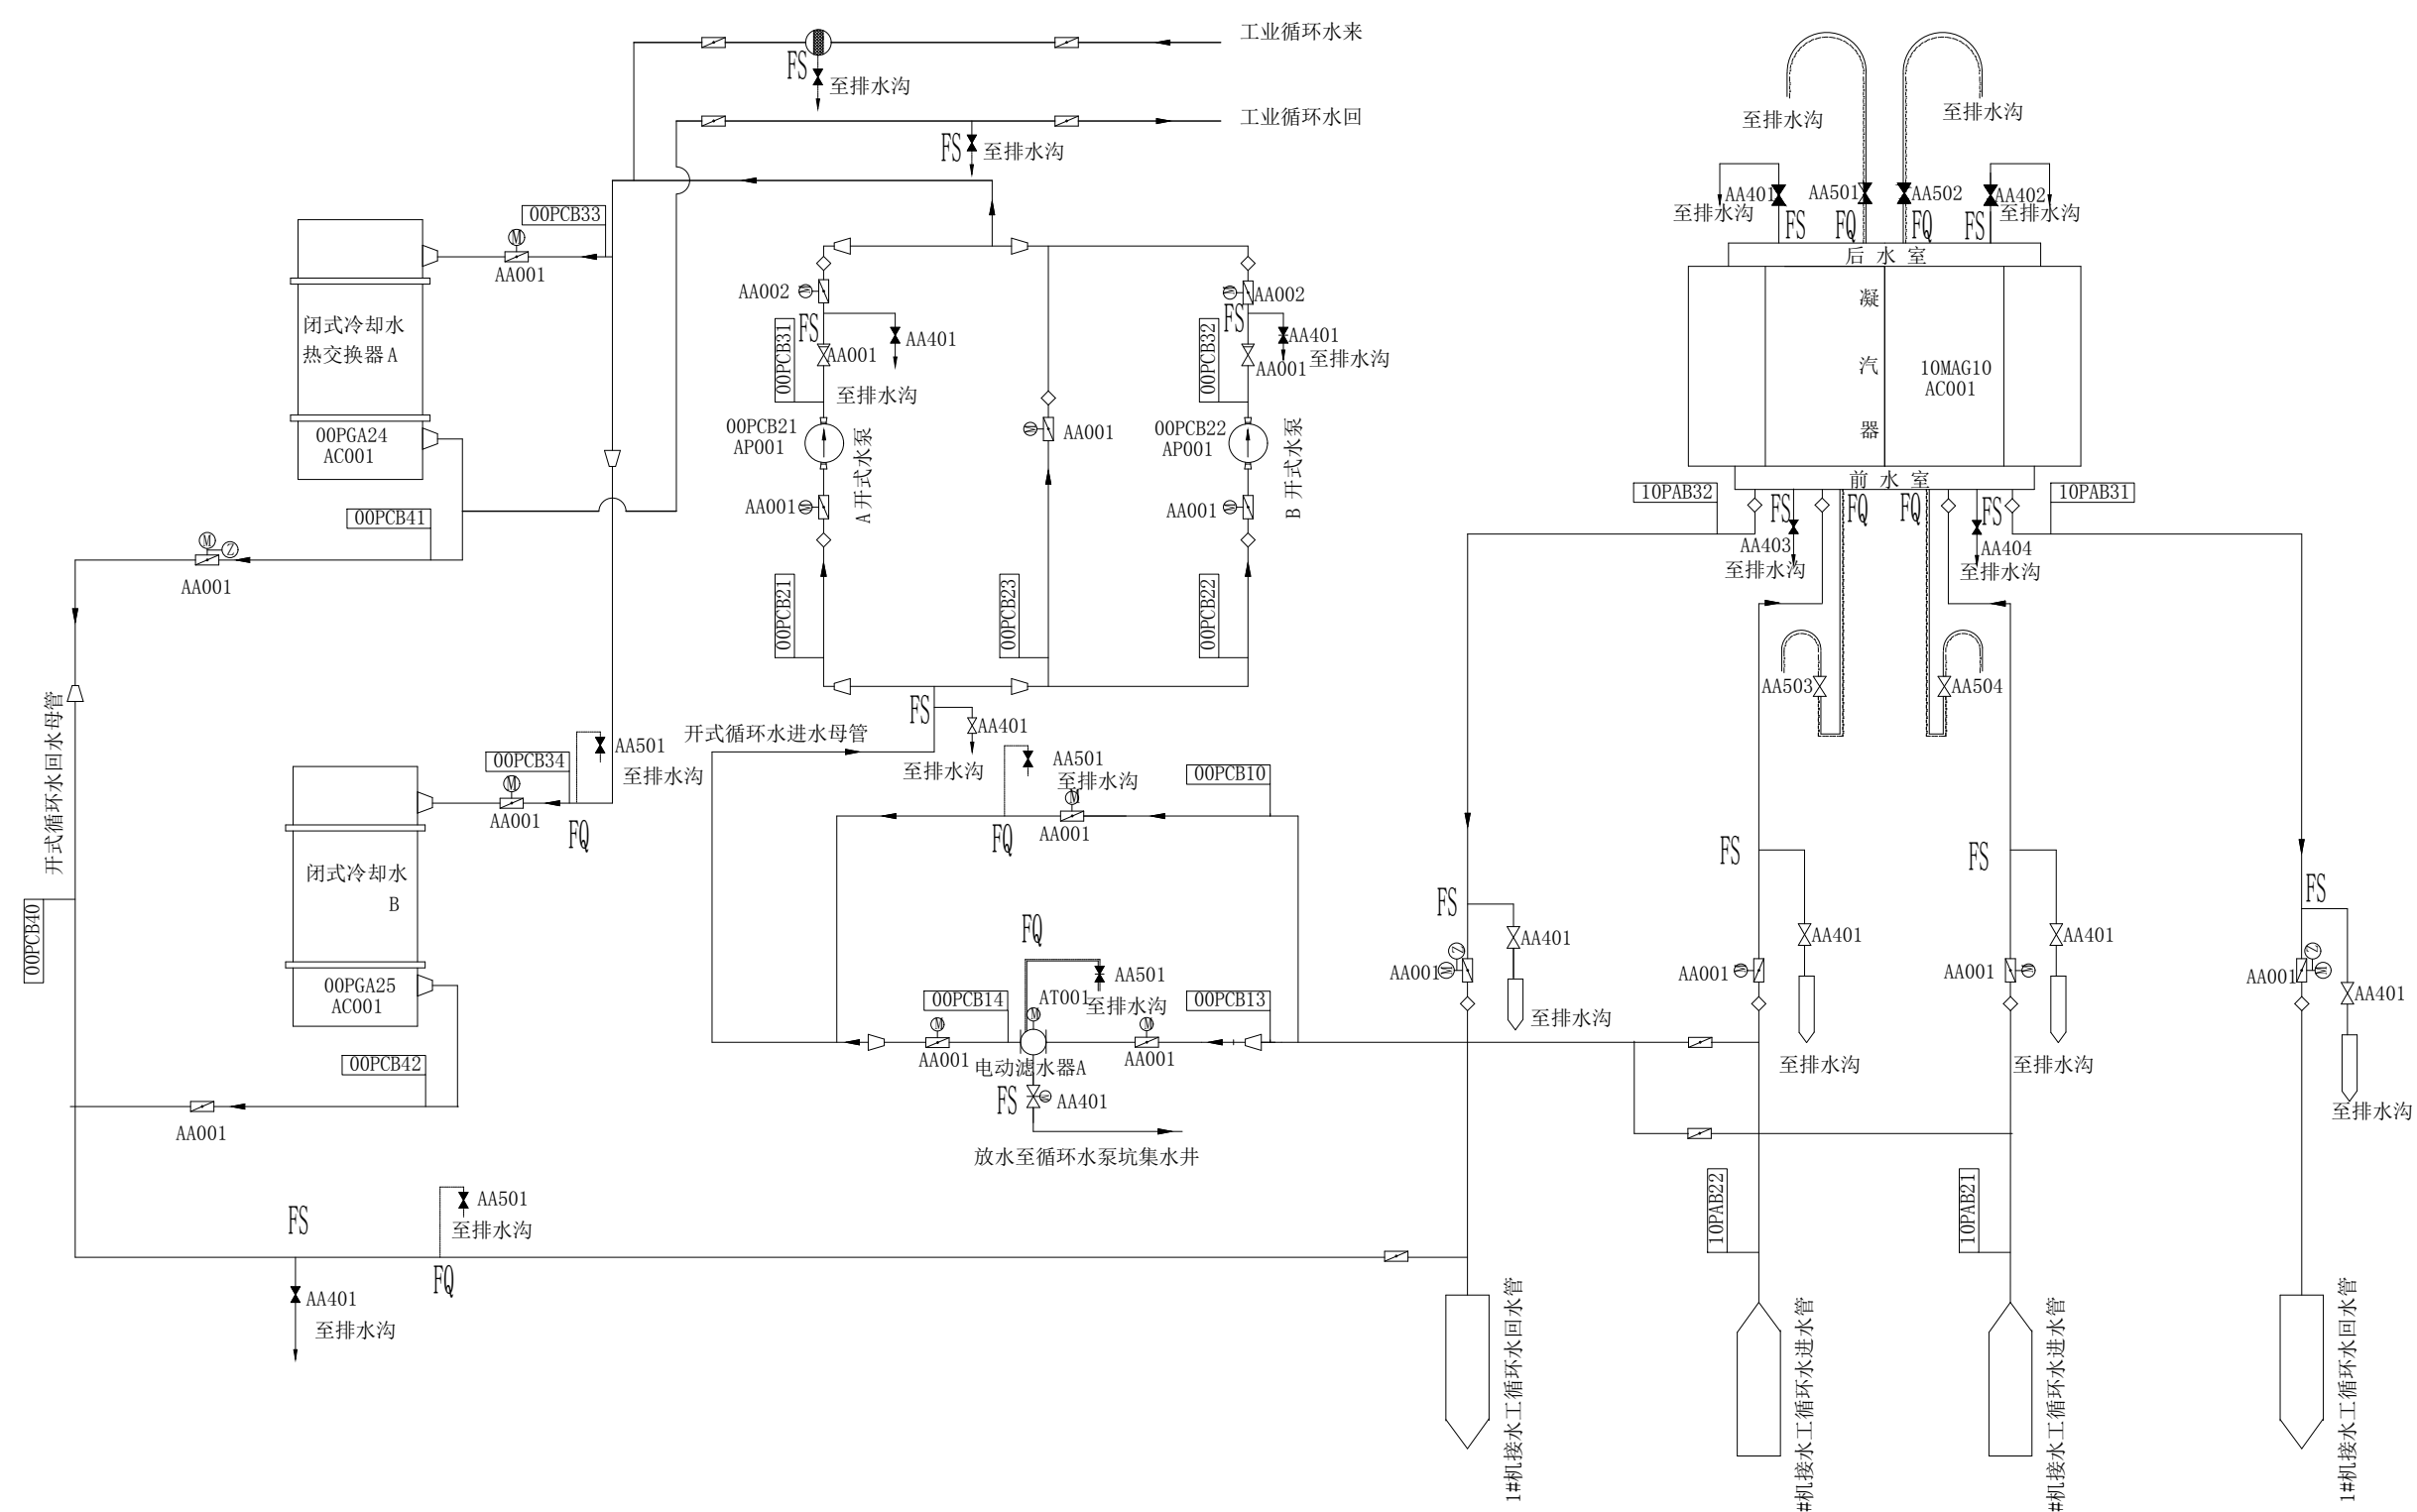 工业循环水来
FS
至排水沟
工业循环水回
FS
至排水沟
至排水沟
至排水沟
AA401
AA501
AA502
AA402
至排水沟
至排水沟
FS
FQ
FQ
FS
后 水 室
凝
汽
器
10MAG10
AC001
前 水 室
00PCB33
M
AA001
闭式冷却水
热交换器A
00PGA24
AC001
00PCB41
M
Z
AA001
AA002
M
FS
AA401
00PCB31
AA001
至排水沟
00PCB21
AP001
A开式水泵
AA001
M
00PCB21
M
AA001
00PCB23
AA002
M
FS
AA401
至排水沟
00PCB32
AA001
00PCB22
AP001
B 开式水泵
AA001
M
00PCB22
10PAB32
10PAB31
FS
FQ
FQ
FS
AA403
至排水沟
AA404
至排水沟
AA503
AA504
开式循环水回水母管
00PCB40
FS
AA401
至排水沟
开式循环水进水母管
AA501
至排水沟
00PCB34
M
AA001
FQ
AA501
至排水沟
00PCB10
M
AA001
FQ
闭式冷却水
B
00PGA25
AC001
00PCB42
AA001
FQ
AA501
至排水沟
AT001
M
00PCB14
M
AA001
00PCB13
M
AA001
电动滤水器A
FS
M
AA401
放水至循环水泵坑集水井
FS
AA401
Z
M
AA001
至排水沟
FS
AA401
AA001
M
至排水沟
FS
AA401
AA001
M
至排水沟
FS
Z
M
AA001
AA401
至排水沟
FS
AA401
至排水沟
AA501
至排水沟
FQ
10PAB22
10PAB21
1#机接水工循环水回水管
#机接水工循环水进水管
#机接水工循环水进水管
1#机接水工循环水回水管